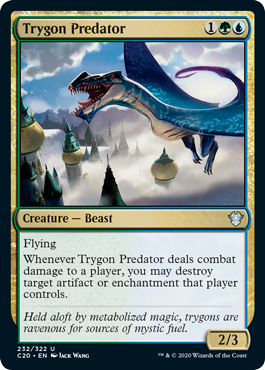 Trygon Predator 1
Creature — Beast
Flying
Whenever Trygon Predator deals combat
damage to a player, you may destroy
target artifact or enchantment that player
controls.
Held aloft by metabolized magic, trygons are
ravenous for sources of mystic fuel.
2/3
232/322 U
C20 • EN Jack Wang
™ & © 2020 Wizards of the Coast